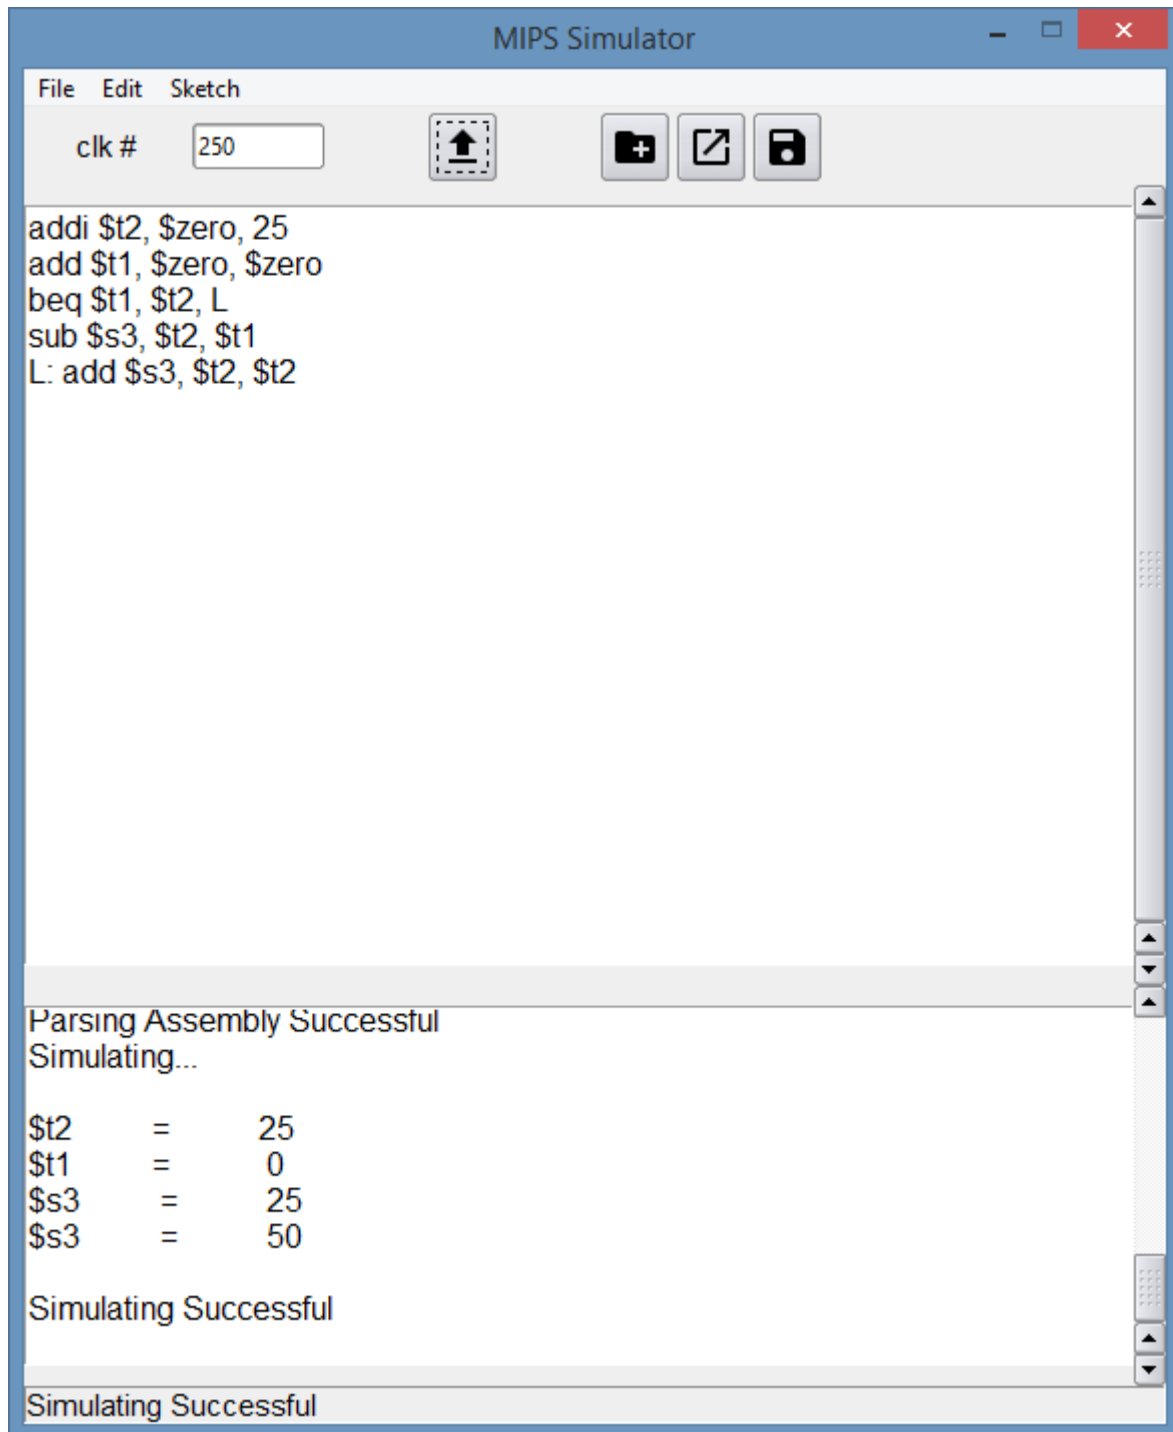 MIPS Simulator
File Edit Sketch
clk # 250
addi $t2, $zero, 25
add $t1, $zero, $zero
beq $t1, $t2, L
sub $s3, $t2, $t1
L: add $s3, $t2, $t2
Parsing Assembly Successful
Simulating...
$t2 = 25
$t1 = 0
$s3 = 25
$s3 = 50
Simulating Successful
Simulating Successful